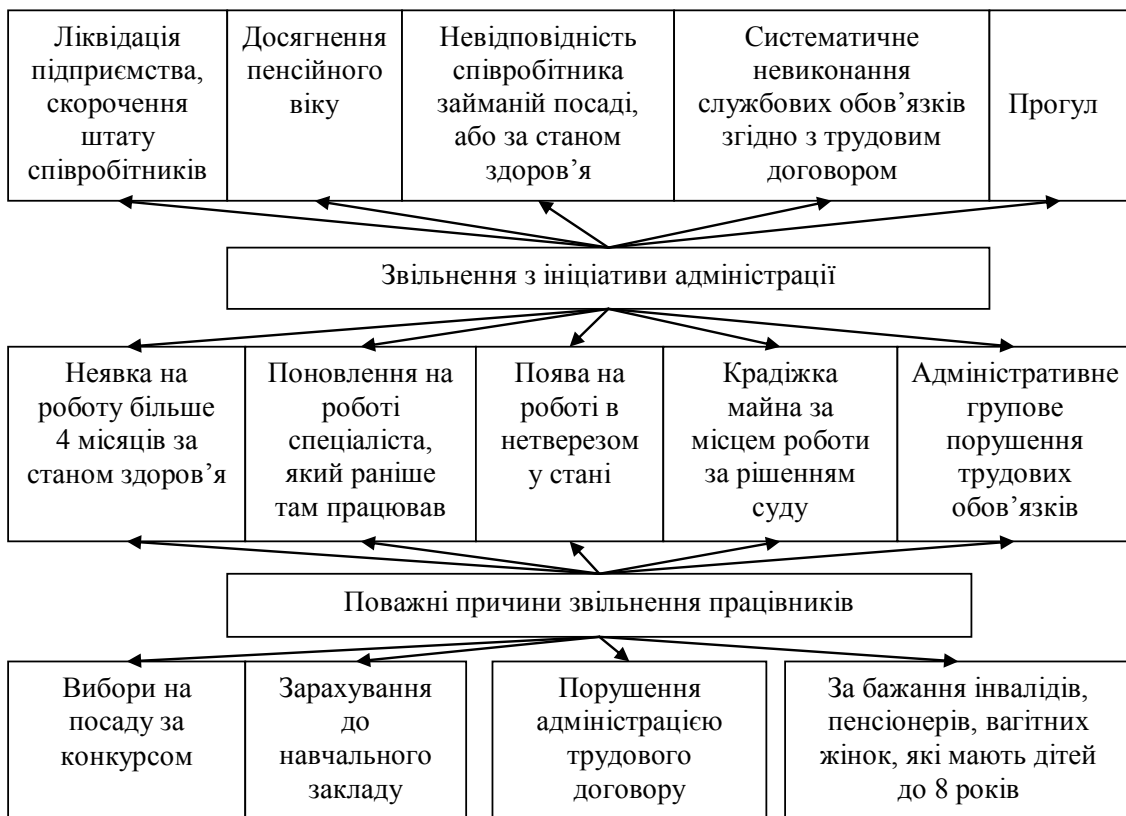 Ліквідація
підприємства,
скорочення
штату
співробітників
Досягнення
пенсійного
віку
Невідповідність
співробітника
займаній посаді,
або за станом
здоров’я
Систематичне
невиконання
службових обов’язків
згідно з трудовим
договором
Прогул
Звільнення з ініціативи адміністрації
Неявка на
роботу більше
4 місяців за
станом здоров’я
Поновлення на
роботі
спеціаліста,
який раніше
там працював
Поява на
роботі в
нетверезом
у стані
Крадіжка
майна за
місцем роботи
за рішенням
суду
Адміністративне
групове
порушення
трудових
обов’язків
Поважні причини звільнення працівників
Вибори на
посаду за
конкурсом
Зарахування
до
навчального
закладу
Порушення
адміністрацією
трудового
договору
За бажання інвалідів,
пенсіонерів, вагітних
жінок, які мають дітей
до 8 років